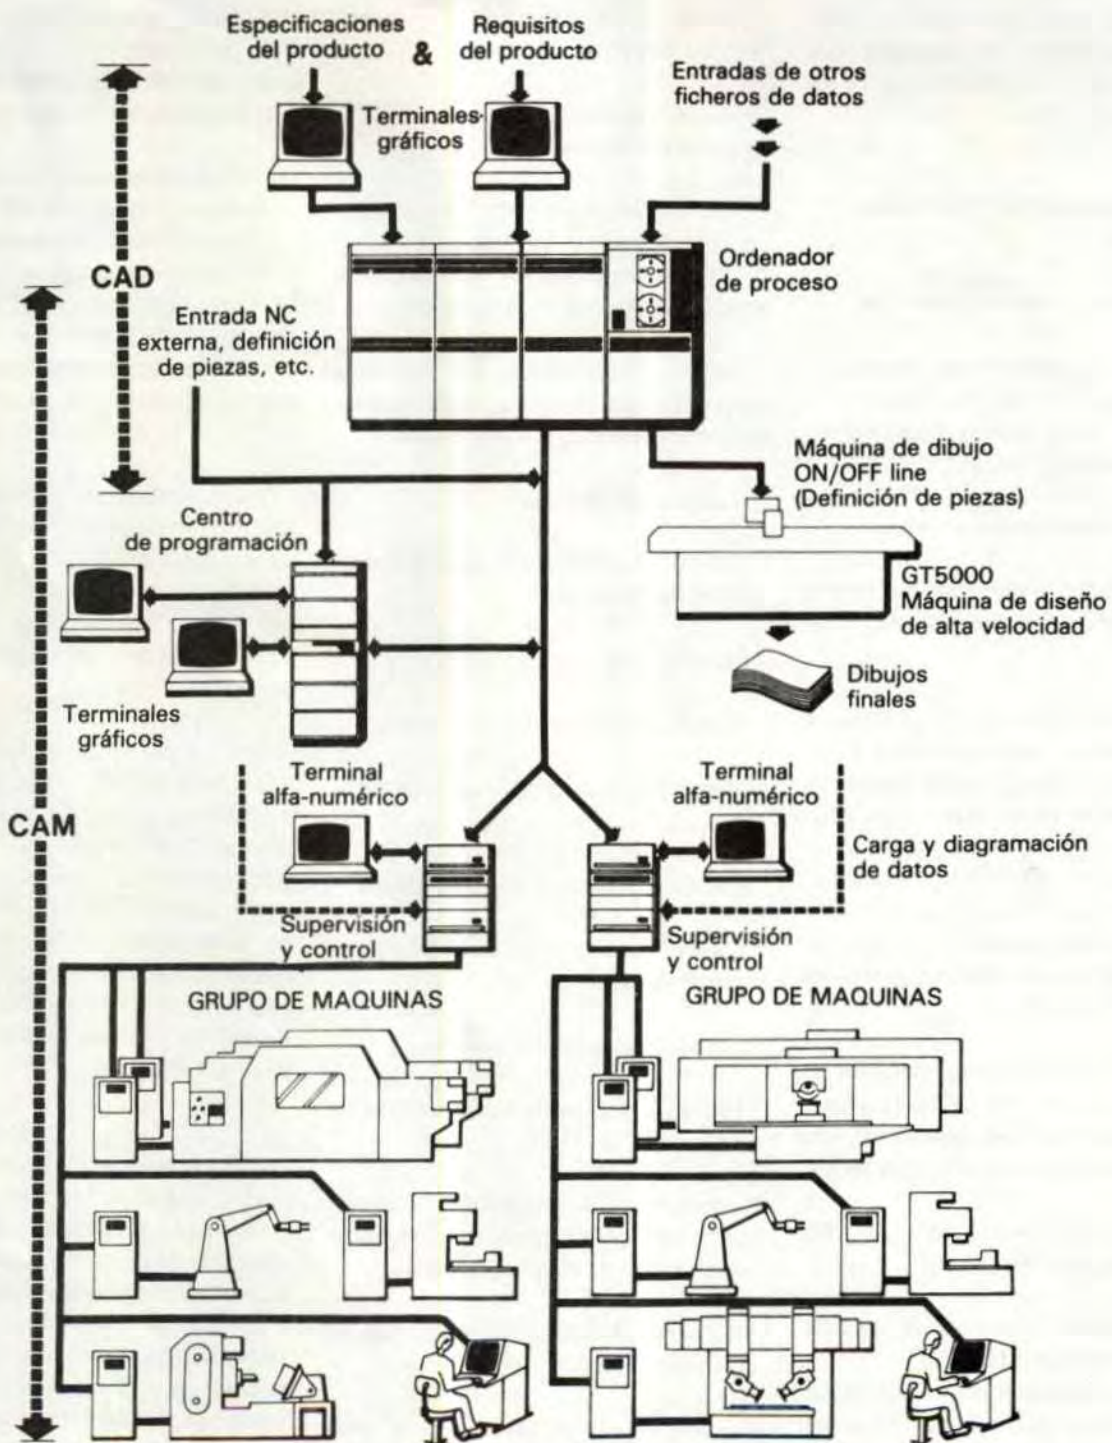 Especificaciones
del producto
&
Requisitos
del producto
Entradas de otros
ficheros de datos
Terminales
gráficos
Ordenador
de proceso
CAD
Entrada NC
externa, definición
de piezas, etc.
Máquina de dibujo
ON/OFF line
(Definición de piezas)
Centro
de programación
GT5000
Máquina de diseño
de alta velocidad
Dibujos
finales
Terminales
gráficos
Terminal
alfa-numérico
Terminal
alfa-numérico
CAM
Carga y diagramación
de datos
Supervisión
y control
Supervisión
y control
GRUPO DE MAQUINAS
GRUPO DE MAQUINAS